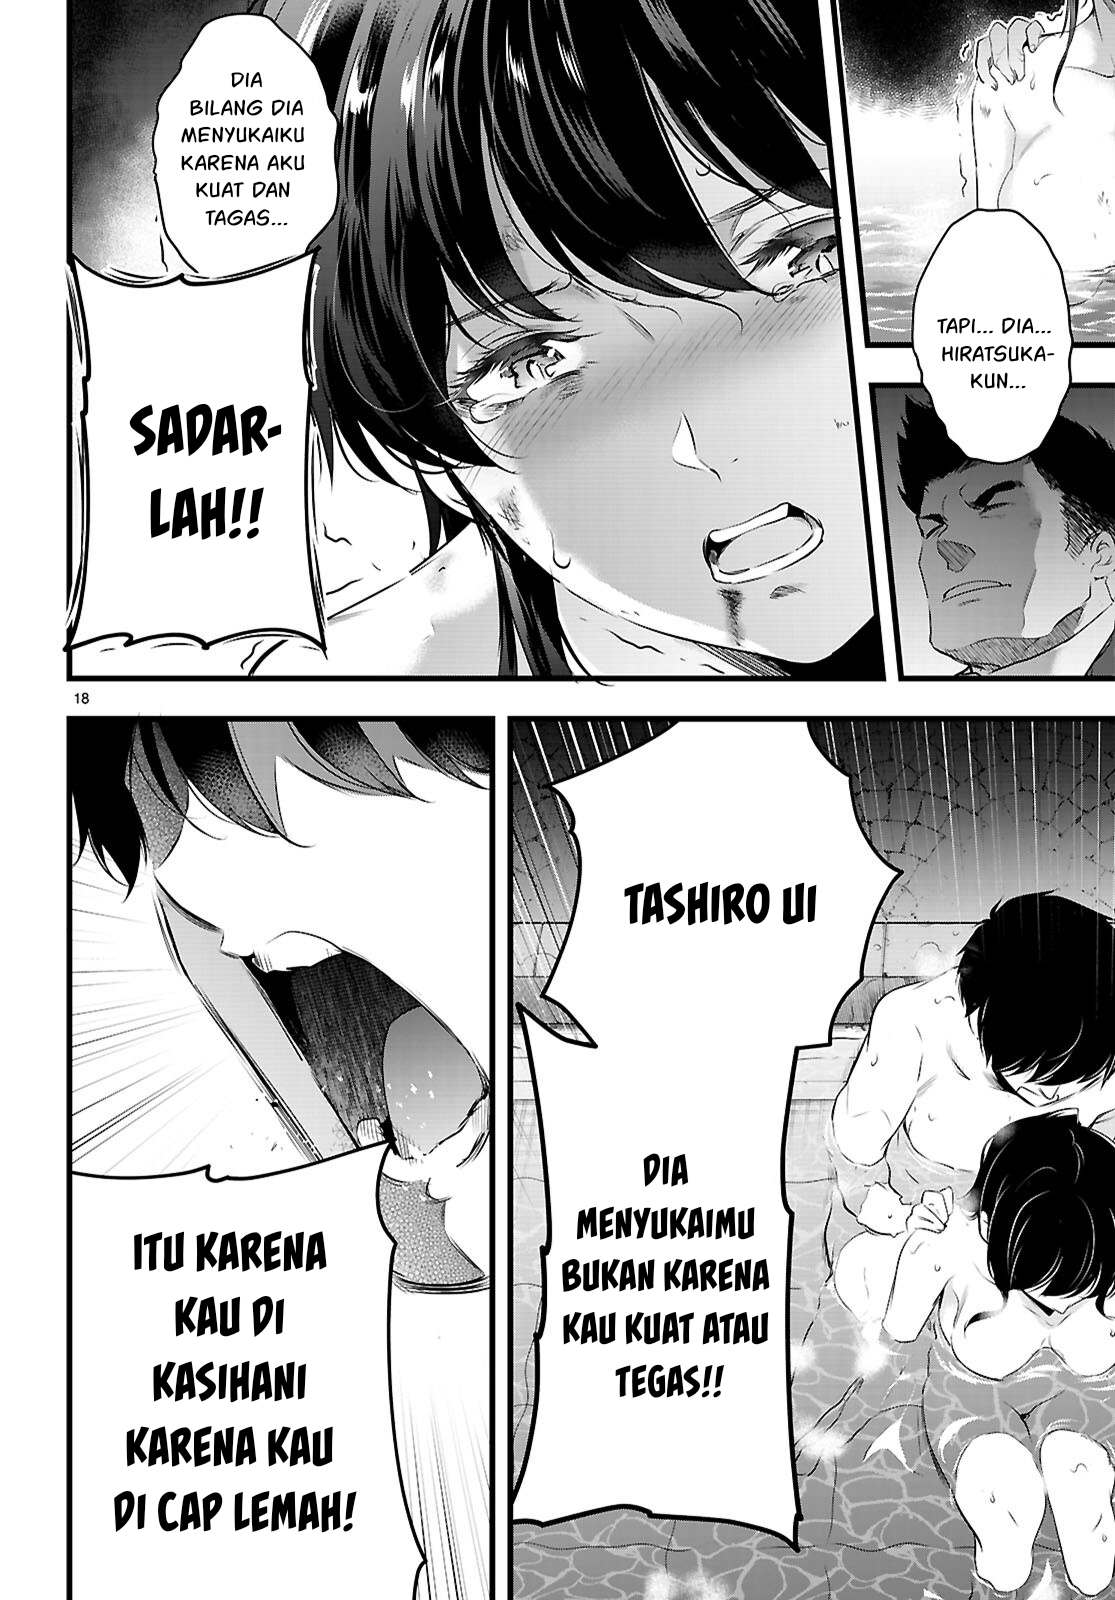 TAPI... DIA...
HIRATSUKA-
KUN...
DIA
BILANG DIA
MENYUKAIKU
KARENA AKU
KUAT DAN
TAGAS...
SADAR-
LAH!!
18
TASHIRO UI
DIA
MENYUKAIMU
BUKAN KARENA
KAU KUAT ATAU
TEGAS!!
ITU KARENA
KAU DI
KASIHANI
KARENA KAU
DI CAP LEMAH!